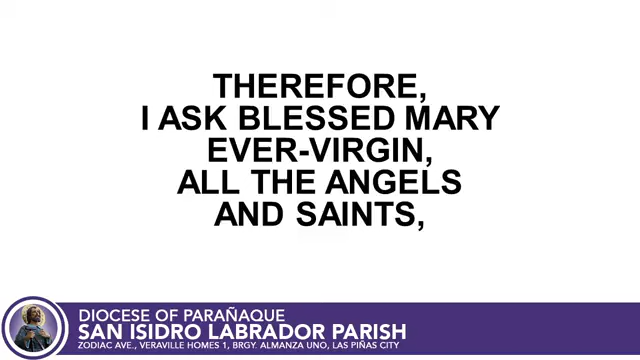 THEREFORE,
I ASK BLESSED MARY
EVER-VIRGIN,
ALL THE ANGELS
AND SAINTS,
DIOCESE OF PARAÑAQUE
SAN ISIDRO LABRADOR PARISH
ZODIAC AVE., VERAVILLE HOMES 1, BRGY. ALMANZA UNO, LAS PIÑAS CITY